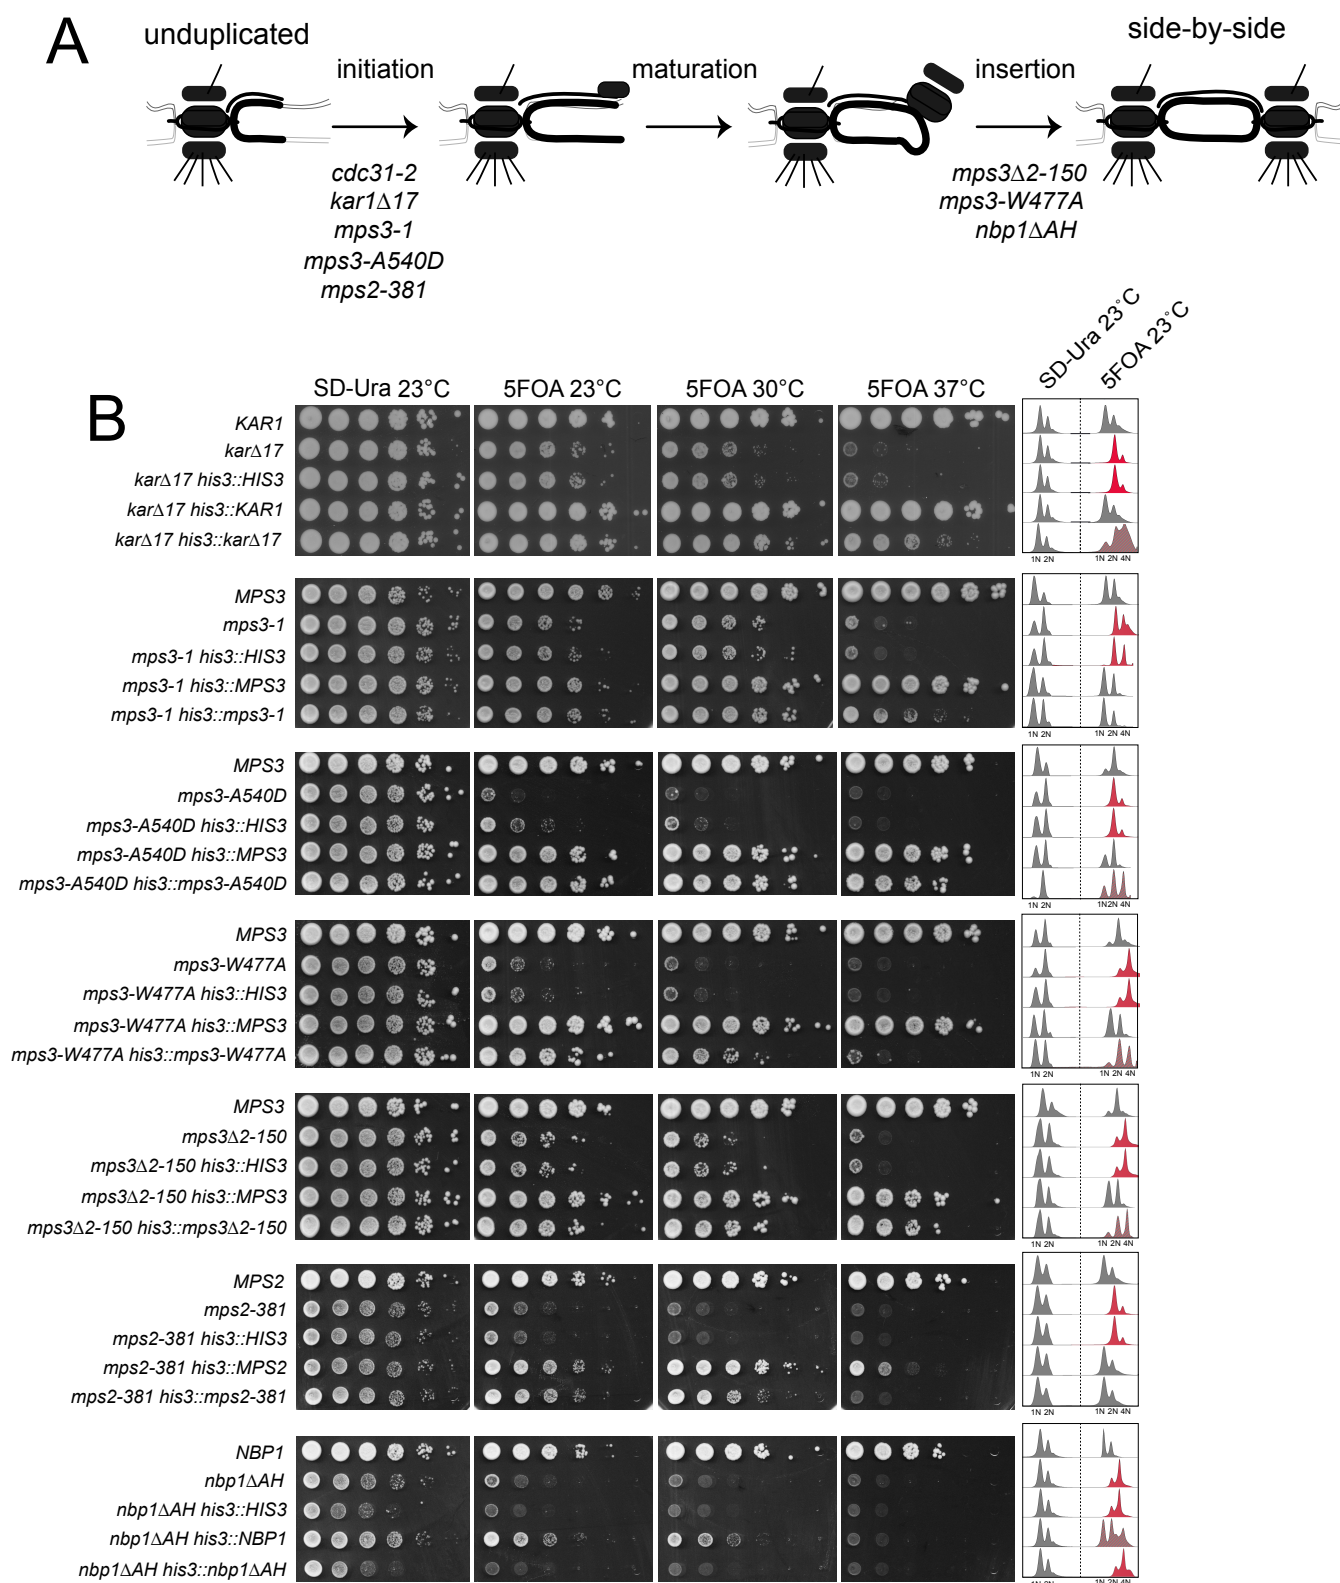 A
unduplicated
initiation
maturation
insertion
side-by-side
cdc31-2
kar1Δ17
mps3-1
mps3-A540D
mps2-381
mps3Δ2-150
mps3-W477A
nbp1ΔAH
B
SD-Ura 23°C
5FOA 23°C
5FOA 30°C
5FOA 37°C
SD-Ura 23°C
5FOA 23°C
KAR1
karΔ17
karΔ17 his3::HIS3
karΔ17 his3::KAR1
karΔ17 his3::karΔ17
1N 2N
1N 2N 4N
MPS3
mps3-1
mps3-1 his3::HIS3
mps3-1 his3::MPS3
mps3-1 his3::mps3-1
1N 2N
1N 2N 4N
MPS3
mps3-A540D
mps3-A540D his3::HIS3
mps3-A540D his3::MPS3
mps3-A540D his3::mps3-A540D
1N 2N
1N 2N 4N
MPS3
mps3-W477A
mps3-W477A his3::HIS3
mps3-W477A his3::MPS3
mps3-W477A his3::mps3-W477A
1N 2N
1N 2N 4N
MPS3
mps3Δ2-150
mps3Δ2-150 his3::HIS3
mps3Δ2-150 his3::MPS3
mps3Δ2-150 his3::mps3Δ2-150
1N 2N
1N 2N 4N
MPS2
mps2-381
mps2-381 his3::HIS3
mps2-381 his3::MPS2
mps2-381 his3::mps2-381
1N 2N
1N 2N 4N
NBP1
nbp1ΔAH
nbp1ΔAH his3::HIS3
nbp1ΔAH his3::NBP1
nbp1ΔAH his3::nbp1ΔAH
1N 2N
1N 2N 4N